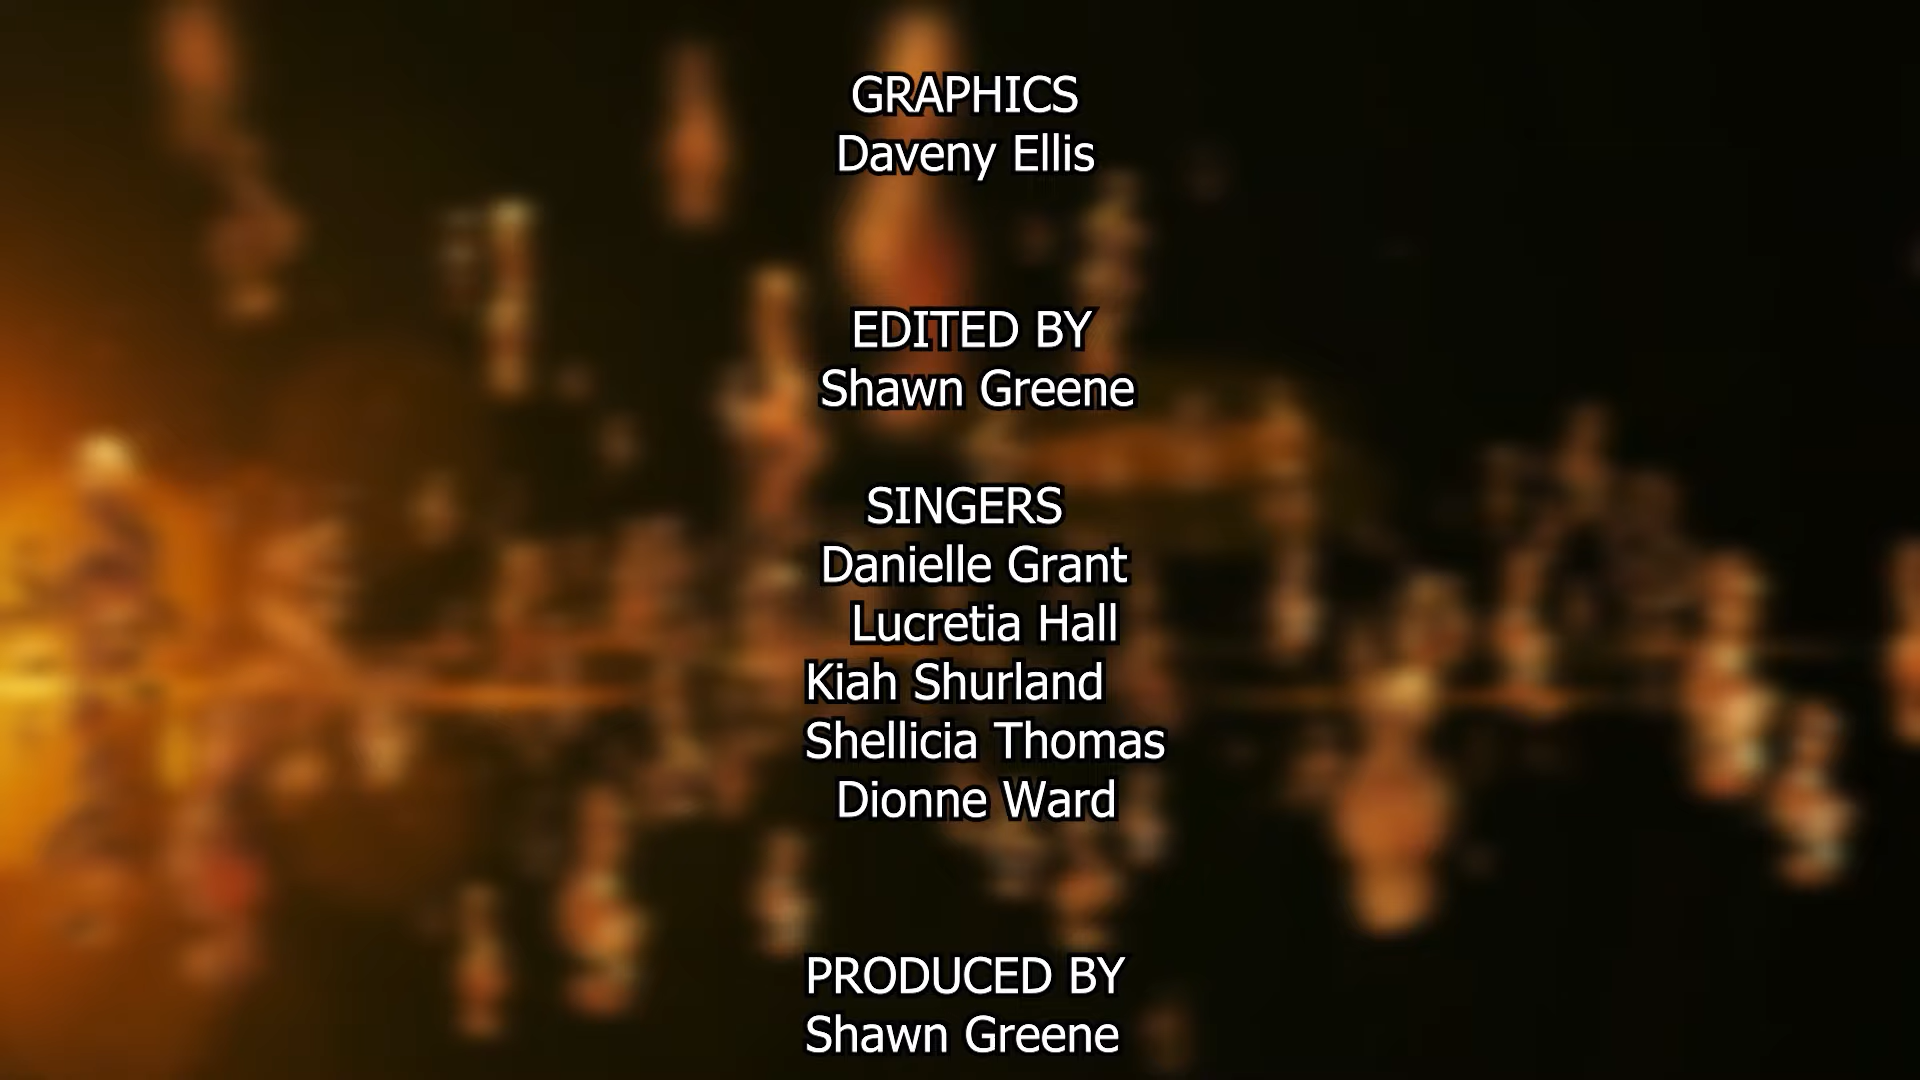 GRAPHICS
Daveny Ellis
EDITED BY
Shawn Greene
SINGERS
Danielle Grant
Lucretia Hall
Kiah Shurland
Shellicia Thomas
Dionne Ward
PRODUCED BY
Shawn Greene